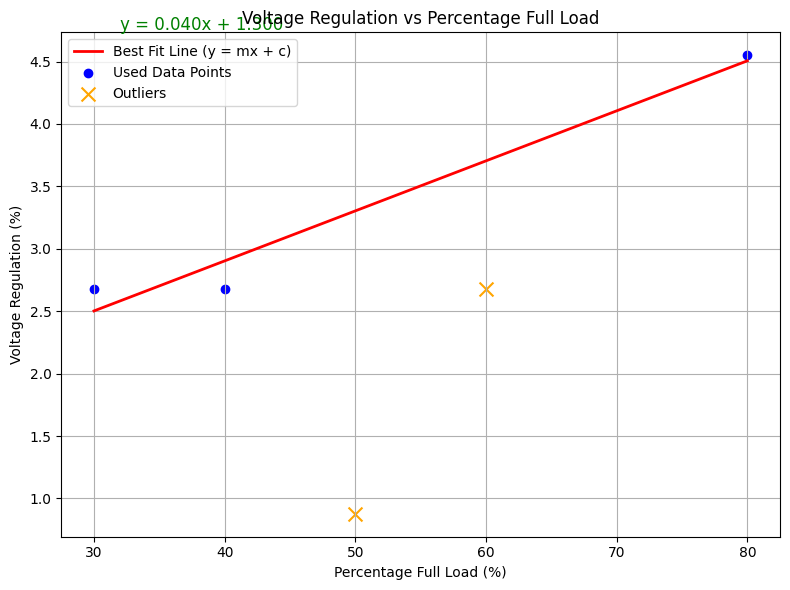 Voltage Regulation vs Percentage Full Load
y = 0.040x + 1.300
Best Fit Line (y = mx + c)
Used Data Points
Outliers
Voltage Regulation (%)
4.5
4.0
3.5
3.0
2.5
2.0
1.5
1.0
30 40 50 60 70 80
Percentage Full Load (%)